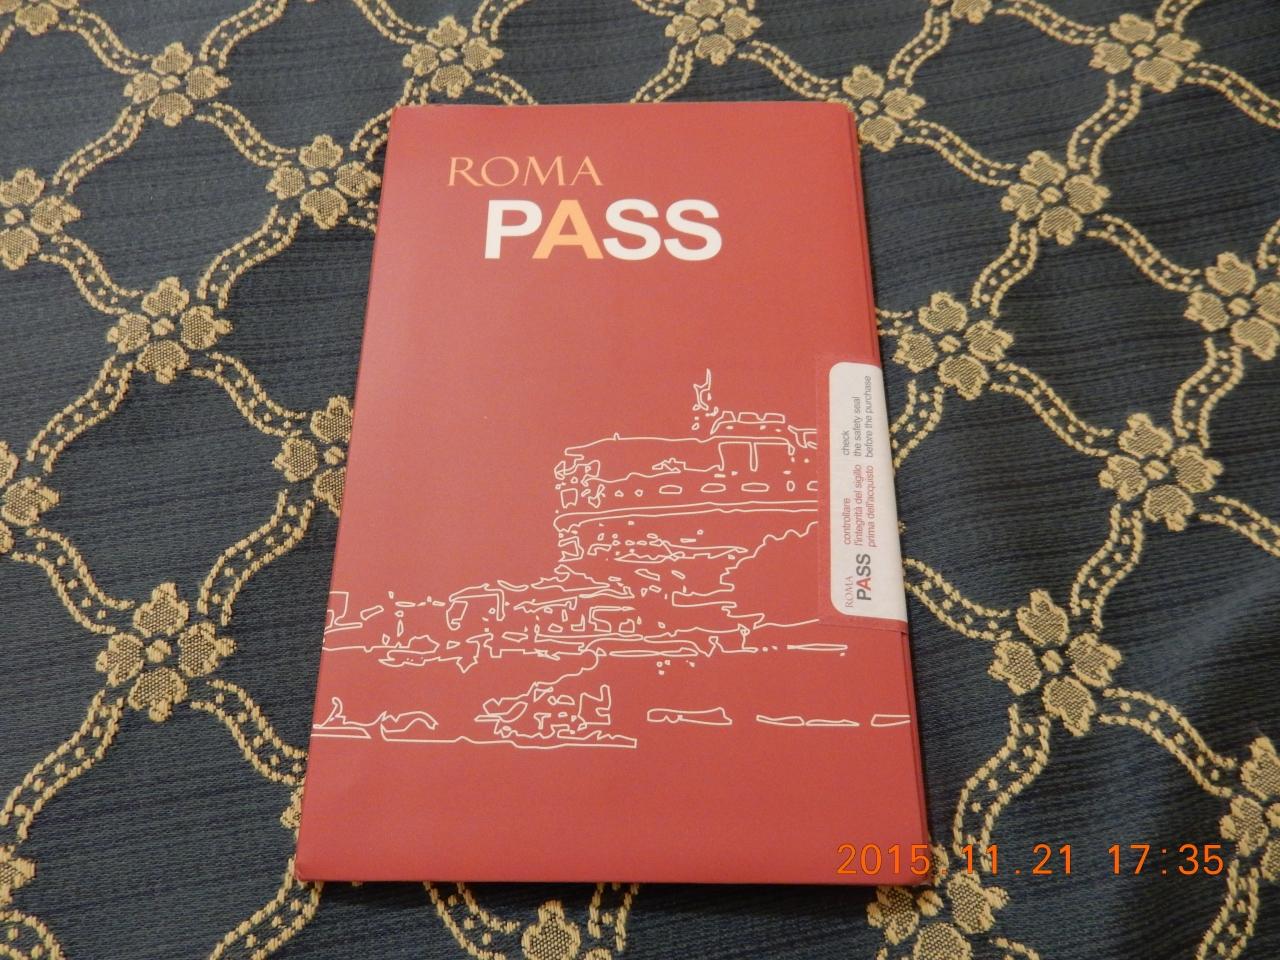 ROMA
PASS
ROMA
PASS
controllare
l'integrità del sigillo
prima dell'acquisto
check
the safety seal
before the purchase
2015.11.21 17:35